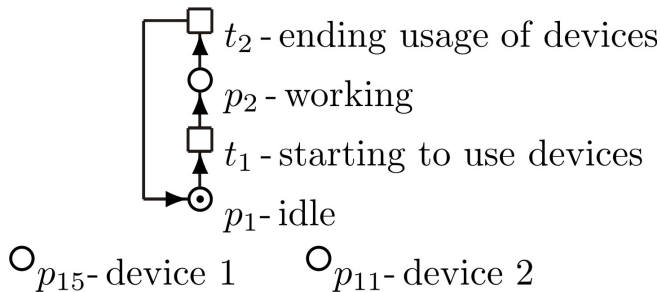 t₂ - ending usage of devices
p₂ - working
t₁ - starting to use devices
p₁- idle
p₁₅- device 1 p₁₁- device 2